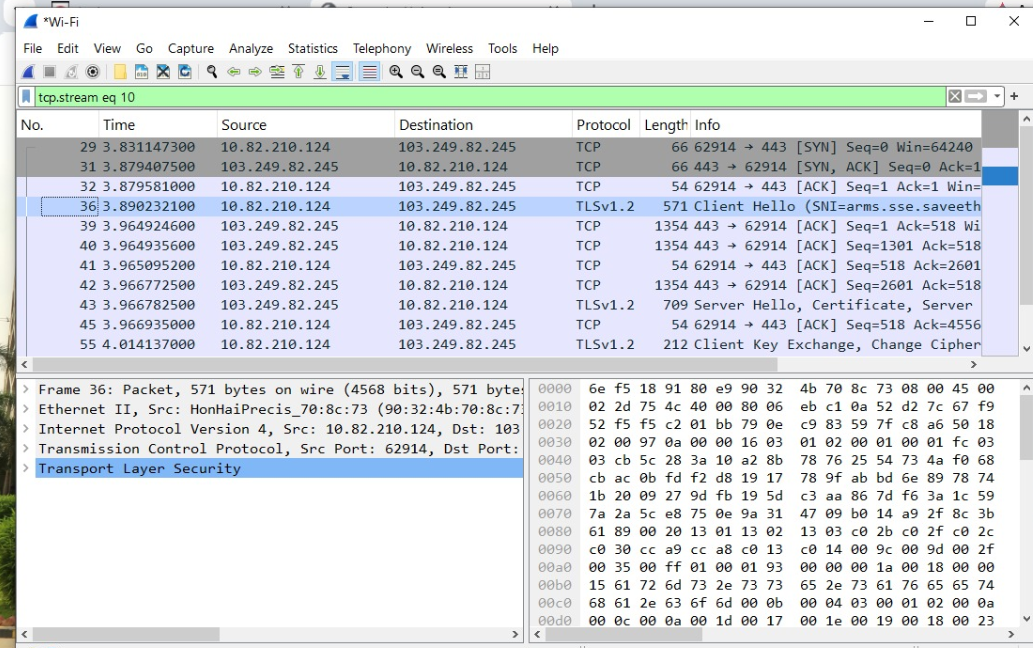 *Wi-Fi
File Edit View Go Capture Analyze Statistics Telephony Wireless Tools Help
tcp.stream eq 10
No. Time Source Destination Protocol Length Info
29 3.831147300 10.82.210.124 103.249.82.245 TCP 66 62914 → 443 [SYN] Seq=0 Win=64240
31 3.879407500 103.249.82.245 10.82.210.124 TCP 66 443 → 62914 [SYN, ACK] Seq=0 Ack=1
32 3.879581000 10.82.210.124 103.249.82.245 TCP 54 62914 → 443 [ACK] Seq=1 Ack=1 Win=
36 3.890232100 10.82.210.124 103.249.82.245 TLSv1.2 571 Client Hello (SNI=arms.sse.saveeth
39 3.964924600 103.249.82.245 10.82.210.124 TCP 1354 443 → 62914 [ACK] Seq=1 Ack=518 Wi
40 3.964935600 103.249.82.245 10.82.210.124 TCP 1354 443 → 62914 [ACK] Seq=1301 Ack=518
41 3.965095200 10.82.210.124 103.249.82.245 TCP 54 62914 → 443 [ACK] Seq=518 Ack=2601
42 3.966772500 103.249.82.245 10.82.210.124 TCP 1354 443 → 62914 [ACK] Seq=2601 Ack=518
43 3.966782500 103.249.82.245 10.82.210.124 TLSv1.2 709 Server Hello, Certificate, Server
45 3.966935000 10.82.210.124 103.249.82.245 TCP 54 62914 → 443 [ACK] Seq=518 Ack=4556
55 4.014137000 10.82.210.124 103.249.82.245 TLSv1.2 212 Client Key Exchange, Change Cipher
Frame 36: Packet, 571 bytes on wire (4568 bits), 571 byte
Ethernet II, Src: HonHaiPrecis_70:8c:73 (90:32:4b:70:8c:7
Internet Protocol Version 4, Src: 10.82.210.124, Dst: 103
Transmission Control Protocol, Src Port: 62914, Dst Port:
Transport Layer Security
0000 6e f5 18 91 80 e9 90 32 4b 70 8c 73 08 00 45 00
0010 02 2d 75 4c 40 00 80 06 eb c1 0a 52 d2 7c 67 f9
0020 52 f5 f5 c2 01 bb 79 0e c9 83 59 7f c8 a6 50 18
0030 02 00 97 0a 00 00 16 03 01 02 00 01 00 01 fc 03
0040 03 cb 5c 28 3a 10 a2 8b 78 76 25 54 73 4a f0 68
0050 cb ac 0b fd f2 d8 19 17 78 9f ab bd 6e 89 78 74
0060 1b 20 09 27 9d fb 19 5d c3 aa 86 7d f6 3a 1c 59
0070 7a 2a 5c e8 75 0e 9a 31 47 09 b0 14 a9 2f 8c 3b
0080 61 89 00 20 13 01 13 02 13 03 c0 2b c0 2f c0 2c
0090 c0 30 cc a9 cc a8 c0 13 c0 14 00 9c 00 9d 00 2f
00a0 00 35 00 ff 01 00 01 93 00 00 00 1a 00 18 00 00
00b0 15 61 72 6d 73 2e 73 73 65 2e 73 61 76 65 65 74
00c0 68 61 2e 63 6f 6d 00 0b 00 04 03 00 01 02 00 0a
00d0 00 0c 00 0a 00 1d 00 17 00 1e 00 19 00 18 00 23